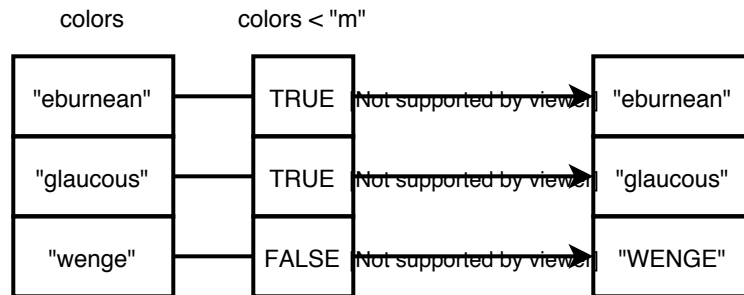 colors colors < "m"
"eburnean" TRUE [Not supported by viewer] "eburnean"
"glaucous" TRUE [Not supported by viewer] "glaucous"
"wenge" FALSE [Not supported by viewer] "WENGE"